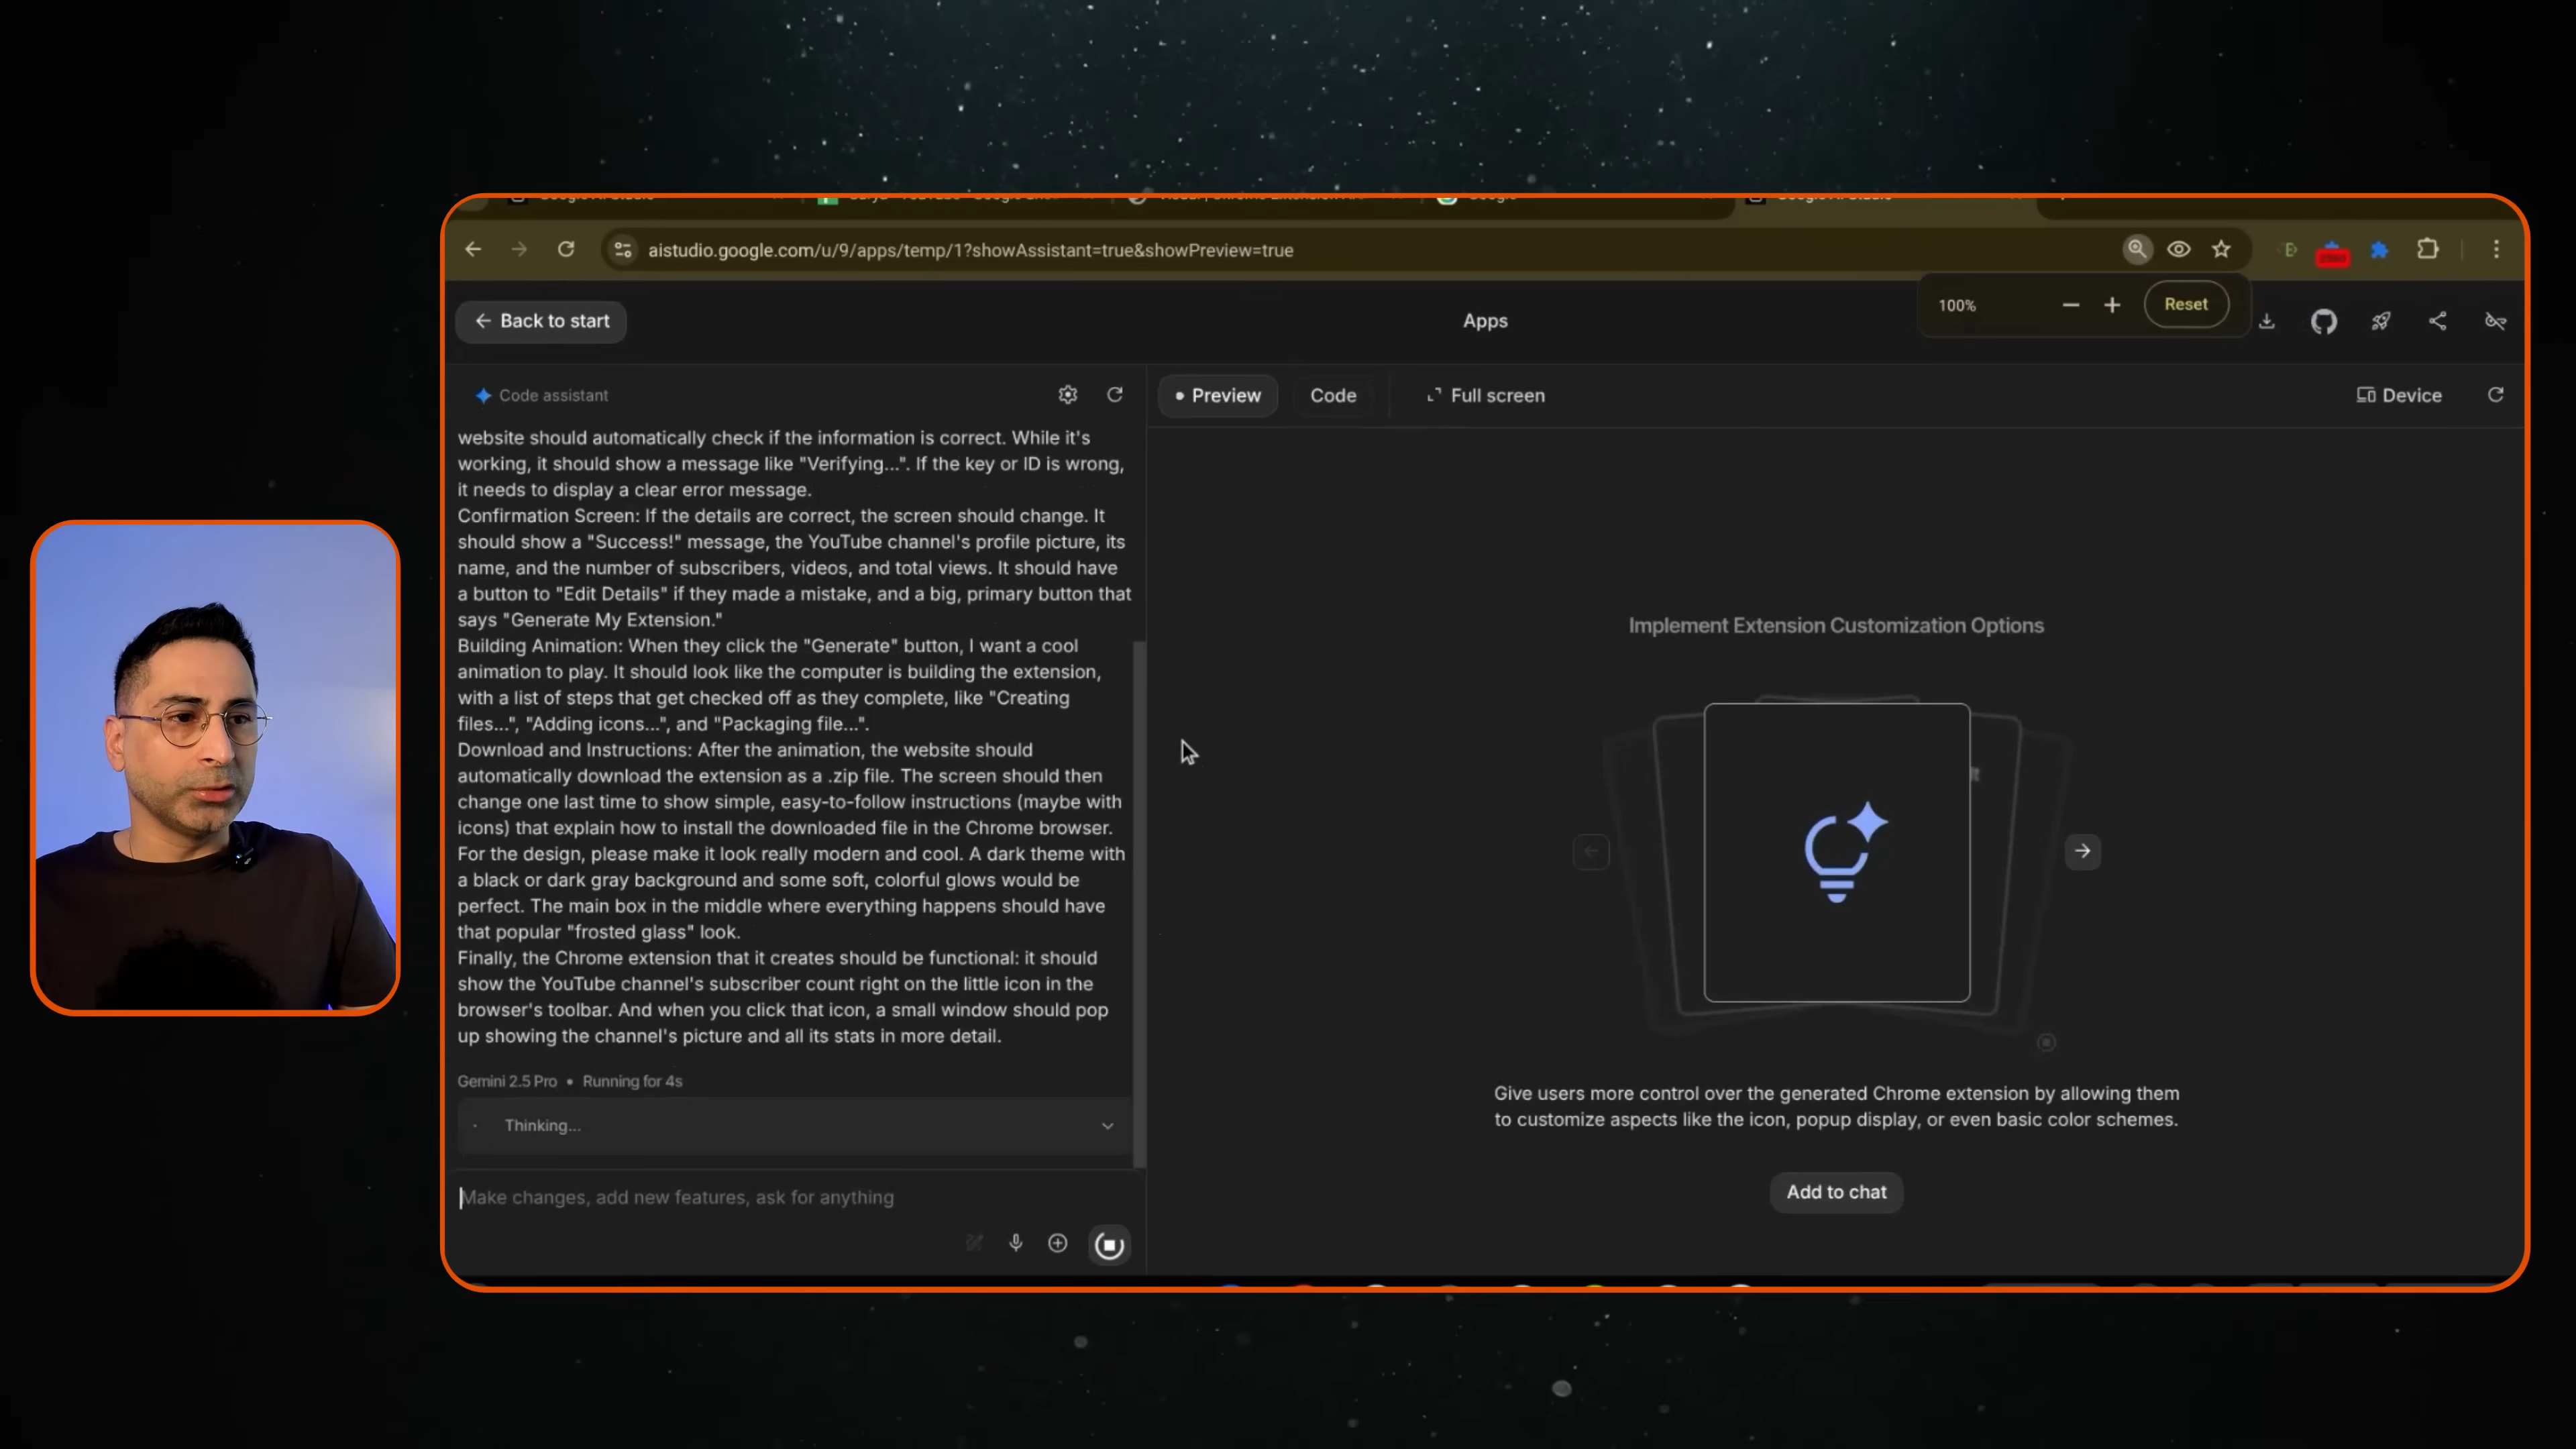 aistudio.google.com/u/9/apps/temp/1?showAssistant=true&showPreview=true
100%
Reset
Back to start
Apps
Code assistant
Preview
Code
Full screen
Device
website should automatically check if the information is correct. While it's
working, it should show a message like "Verifying...". If the key or ID is wrong,
it needs to display a clear error message.
Confirmation Screen: If the details are correct, the screen should change. It
should show a "Success!" message, the YouTube channel's profile picture, its
name, and the number of subscribers, videos, and total views. It should have
a button to "Edit Details" if they made a mistake, and a big, primary button that
says "Generate My Extension."
Building Animation: When they click the "Generate" button, I want a cool
animation to play. It should look like the computer is building the extension,
with a list of steps that get checked off as they complete, like "Creating
files...", "Adding icons...", and "Packaging file...".
Download and Instructions: After the animation, the website should
automatically download the extension as a .zip file. The screen should then
change one last time to show simple, easy-to-follow instructions (maybe with
icons) that explain how to install the downloaded file in the Chrome browser.
For the design, please make it look really modern and cool. A dark theme with
a black or dark gray background and some soft, colorful glows would be
perfect. The main box in the middle where everything happens should have
that popular "frosted glass" look.
Finally, the Chrome extension that it creates should be functional: it should
show the YouTube channel's subscriber count right on the little icon in the
browser's toolbar. And when you click that icon, a small window should pop
up showing the channel's picture and all its stats in more detail.
Gemini 2.5 Pro • Running for 4s
Thinking...
Make changes, add new features, ask for anything
Implement Extension Customization Options
Give users more control over the generated Chrome extension by allowing them
to customize aspects like the icon, popup display, or even basic color schemes.
Add to chat